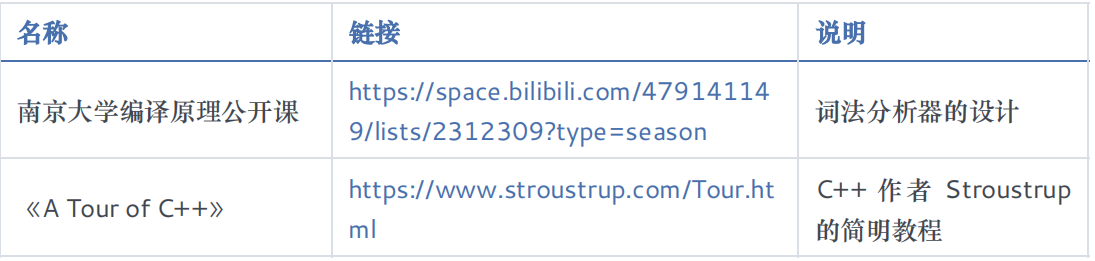 名称 链接 说明
南京大学编译原理公开课
https://space.bilibili.com/47914114
9/lists/2312309?type=season
词法分析器的设计
《A Tour of C++》
https://www.stroustrup.com/Tour.ht
ml
C++ 作者 Stroustrup
的简明教程